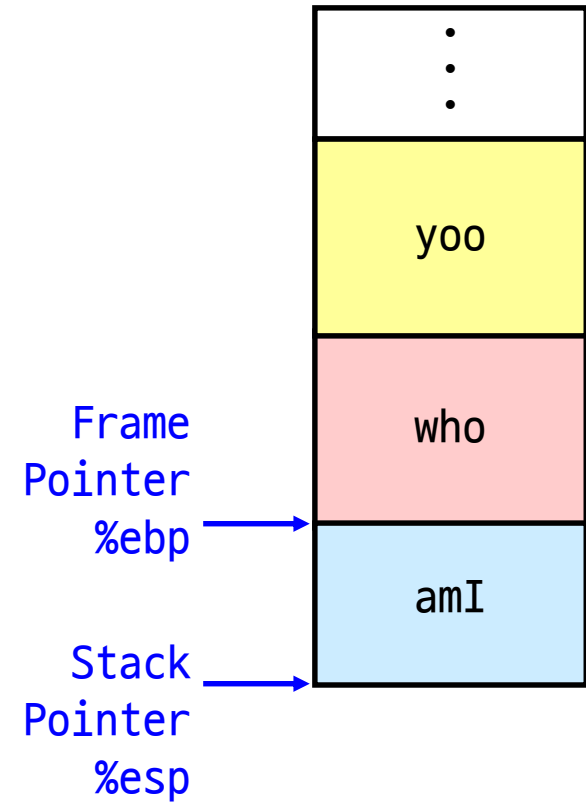 yoo
who
Frame
Pointer
%ebp
amI
Stack
Pointer
%esp